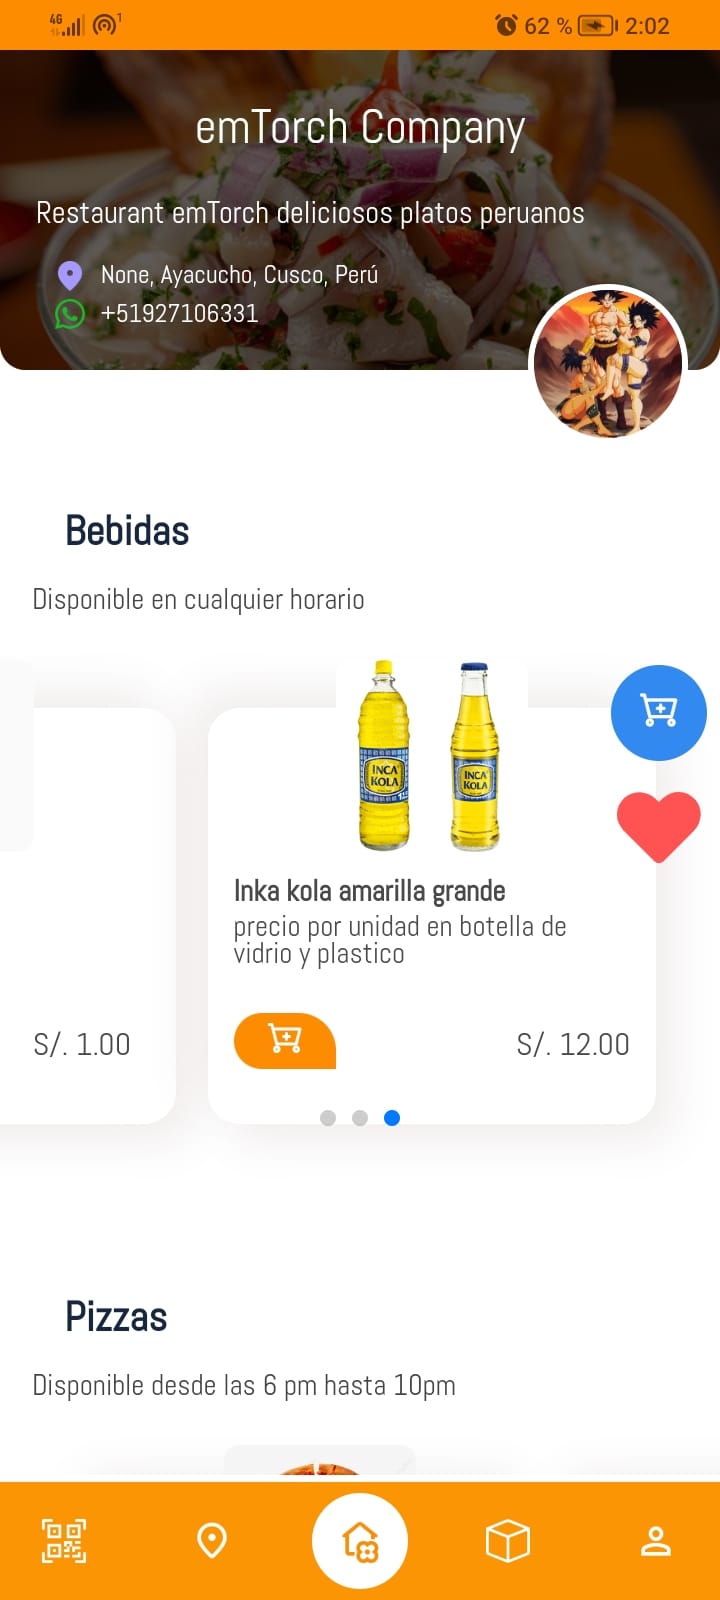 4G 1 62 % 2:02
emTorch Company
Restaurant emTorch deliciosos platos peruanos
None, Ayacucho, Cusco, Perú
+51927106331
Bebidas
Disponible en cualquier horario
INCA KOLA INCA KOLA
Inka kola amarilla grande
precio por unidad en botella de
vidrio y plastico
S/. 1.00 S/. 12.00
Pizzas
Disponible desde las 6 pm hasta 10pm